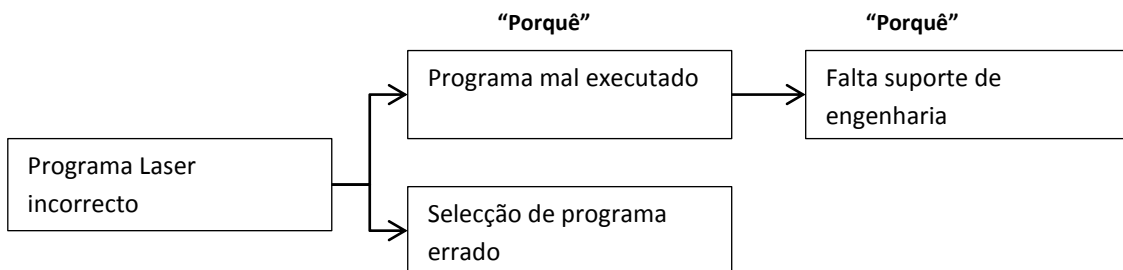 “Porquê” “Porquê”
Programa mal executado
Falta suporte de
engenharia
Programa Laser
incorrecto
Selecção de programa
errado